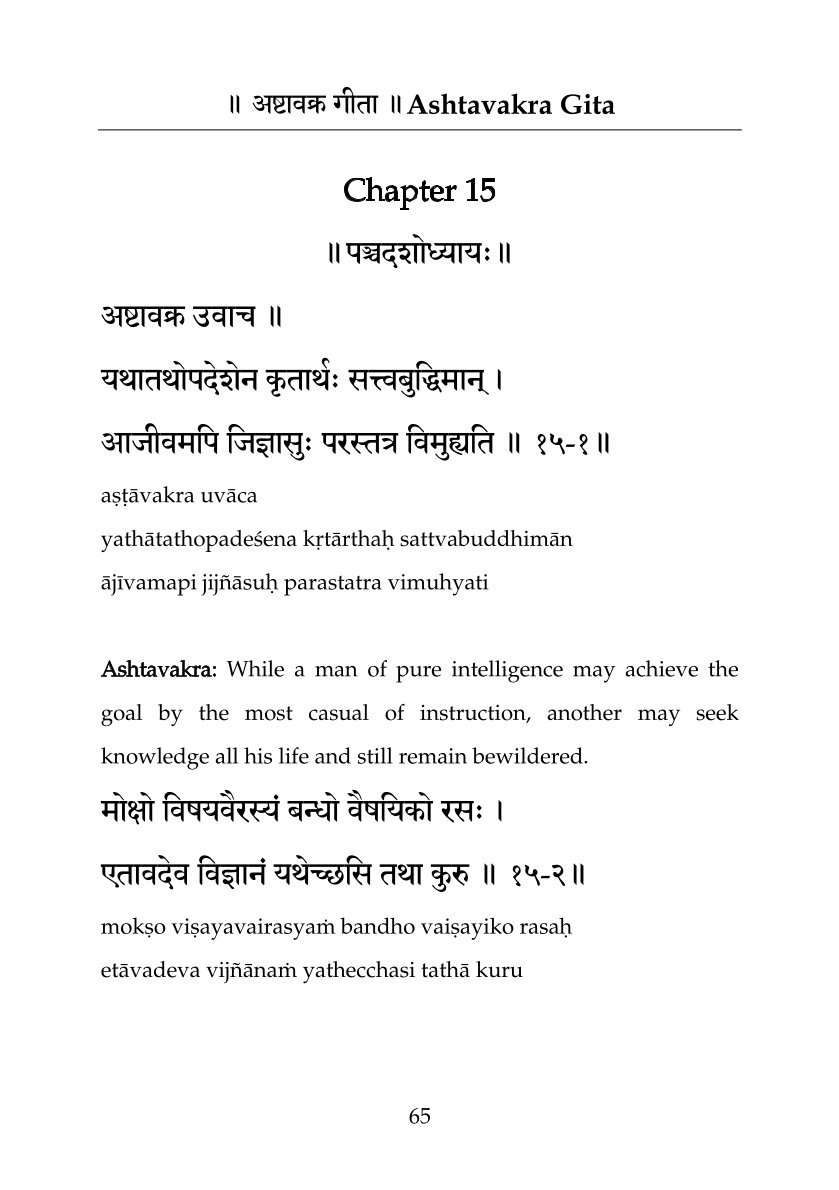 ॥ अष्टावक्र गीता ॥ Ashtavakra Gita
Chapter 15
॥ पञ्चदशोध्यायः ॥
अष्टावक्र उवाच ॥
यथातथोपदेशेन कृतार्थः सत्त्वबुद्धिमान् ।
आजीवमपि जिज्ञासुः परस्तत्र विमुह्यति ॥ १५-१॥
aṣṭāvakra uvāca
yathātathopadeśena kṛtārthaḥ sattvabuddhimān
ājīvamapi jijñāsuḥ parastatra vimuhyati
Ashtavakra: While a man of pure intelligence may achieve the
goal by the most casual of instruction, another may seek
knowledge all his life and still remain bewildered.
मोक्षो विषयवैरस्यं बन्धो वैषयिको रसः ।
एतावदेव विज्ञानं यथेच्छसि तथा कुरु ॥ १५-२॥
mokṣo viṣayavairasyaṁ bandho vaiṣayiko rasaḥ
etāvadeva vijñānaṁ yathecchasi tathā kuru
65